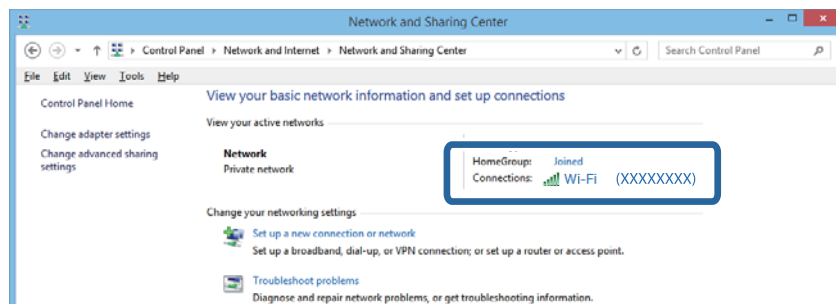 Network and Sharing Center
Control Panel Network and Internet Network and Sharing Center Search Control Panel
File Edit View Tools Help
Control Panel Home
Change adapter settings
Change advanced sharing
settings
View your basic network information and set up connections
View your active networks
Network
Private network
HomeGroup: Joined
Connections: Wi-Fi (XXXXXXXX)
Change your networking settings
Set up a new connection or network
Set up a broadband, dial-up, or VPN connection; or set up a router or access point.
Troubleshoot problems
Diagnose and repair network problems, or get troubleshooting information.